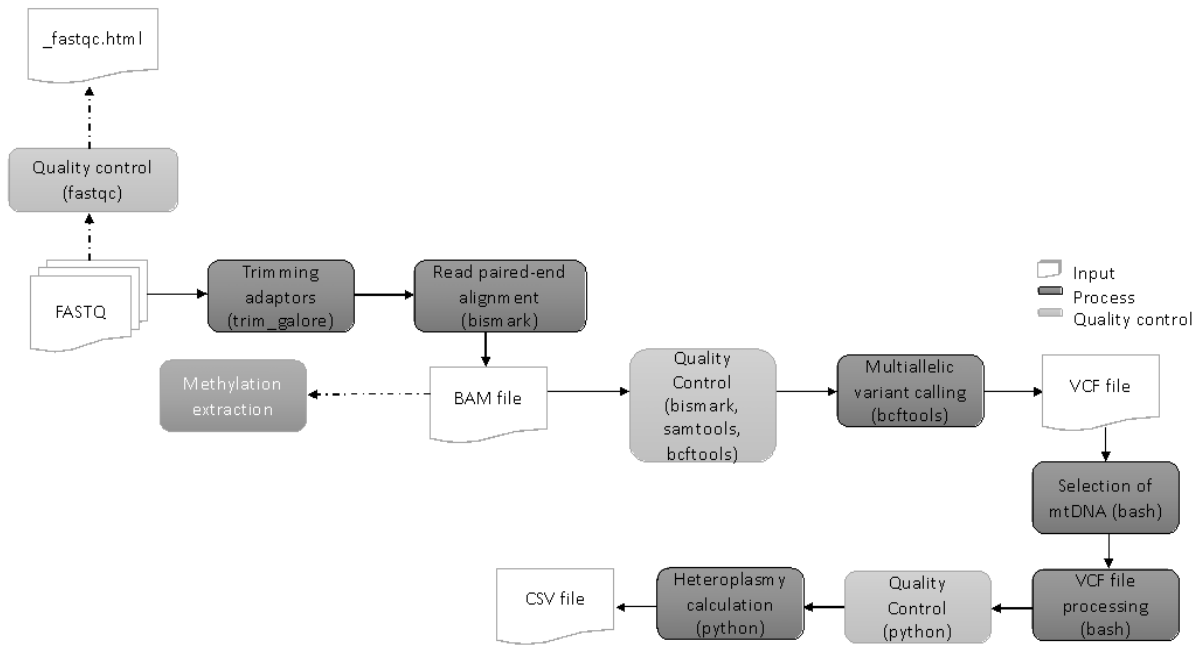 _fastqc.html
Quality control
(fastqc)
FASTQ
Trimming
adaptors
(trim_galore)
Read paired-end
alignment
(bismark)
Input
Process
Quality control
Methylation
extraction
BAM file
Quality
Control
(bismark,
samtools,
bcftools)
Multiallelic
variant calling
(bcftools)
VCF file
Selection of
mtDNA (bash)
VCF file
processing
(bash)
Quality
Control
(python)
Heteroplasmy
calculation
(python)
CSV file